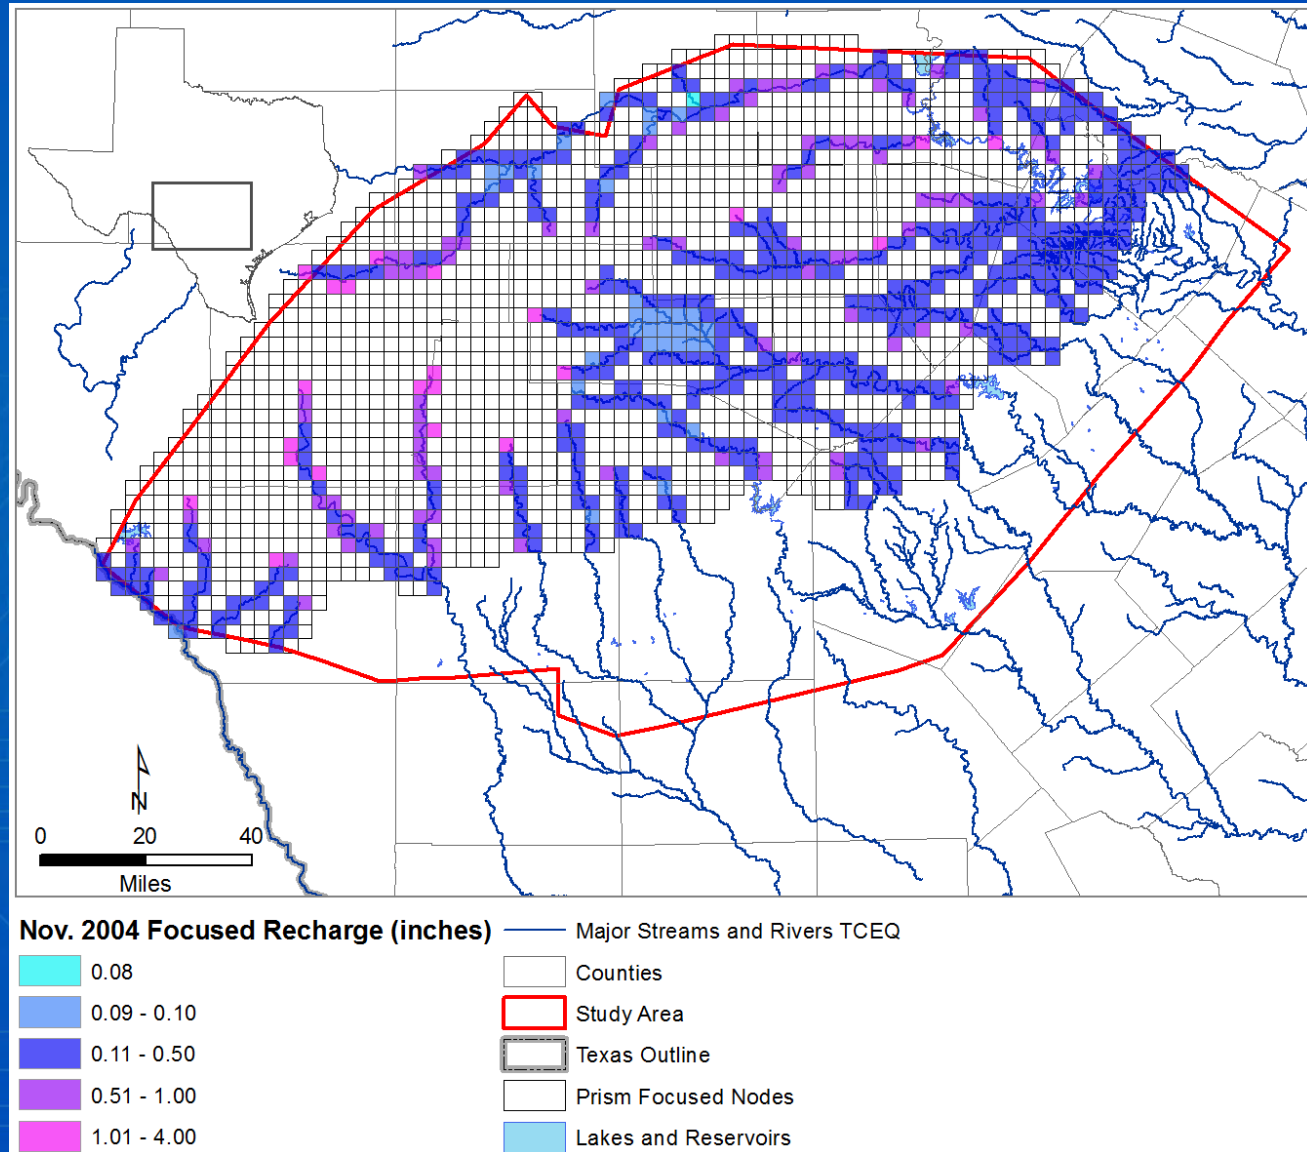 N
0 20 40
Miles
Nov. 2004 Focused Recharge (inches)
0.08
0.09 - 0.10
0.11 - 0.50
0.51 - 1.00
1.01 - 4.00
Major Streams and Rivers TCEQ
Counties
Study Area
Texas Outline
Prism Focused Nodes
Lakes and Reservoirs